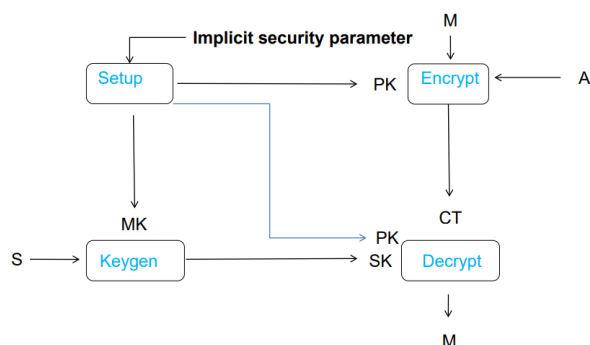 M
Implicit security parameter
Setup
PK
Encrypt
A
MK
CT
PK
S
Keygen
SK
Decrypt
M